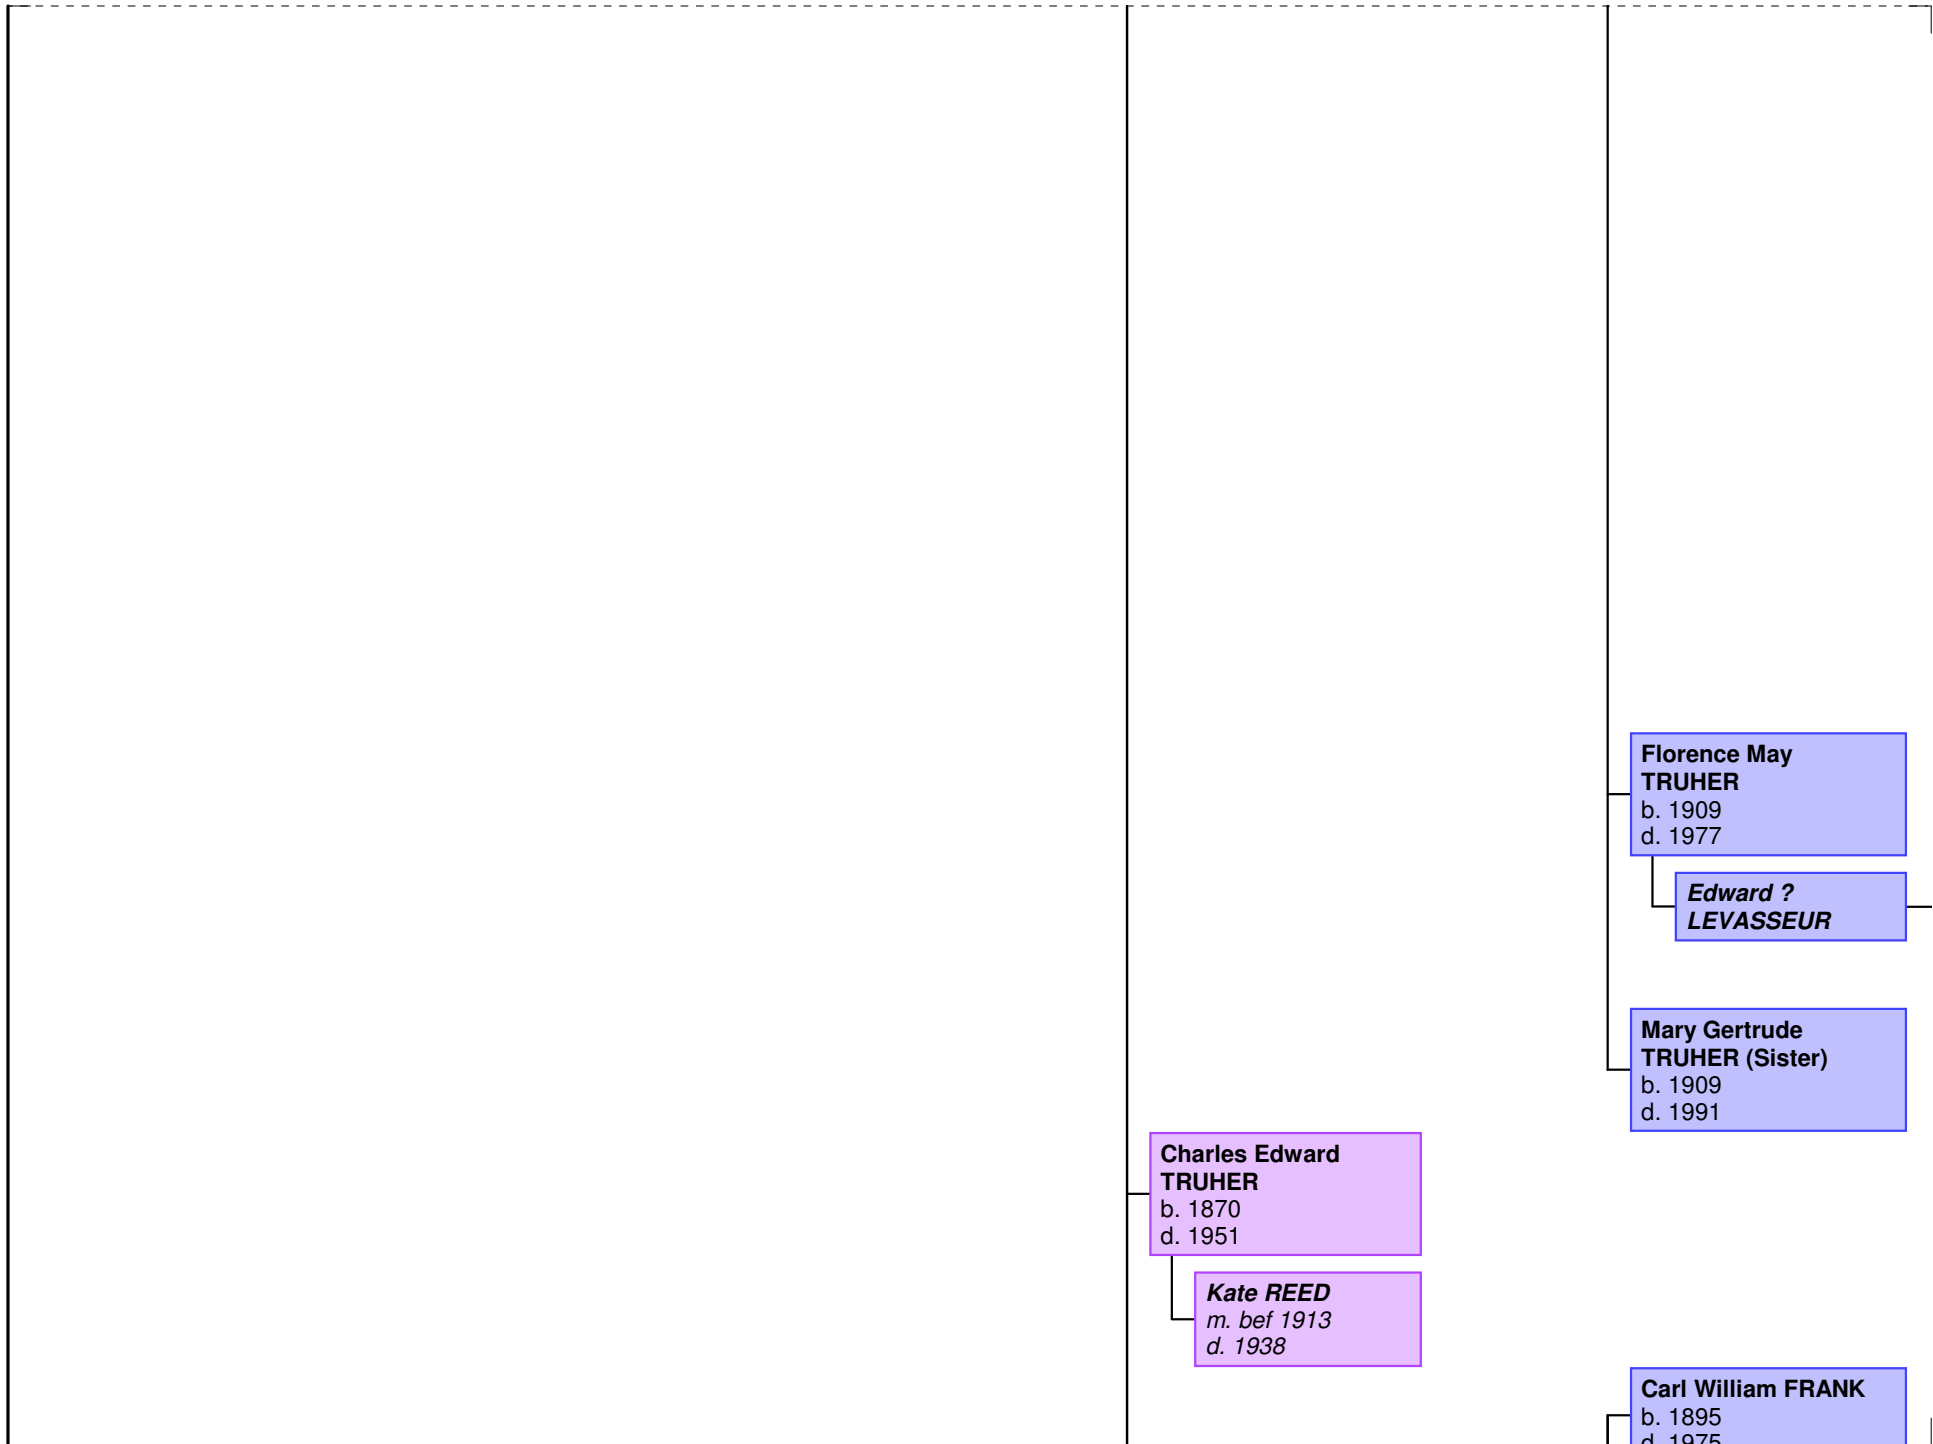 Florence May
TRUHER
b. 1909
d. 1977
Edward ?
LEVASSEUR
Mary Gertrude
TRUHER (Sister)
b. 1909
d. 1991
Charles Edward
TRUHER
b. 1870
d. 1951
Kate REED
m. bef 1913
d. 1938
Carl William FRANK
b. 1895
d. 1975